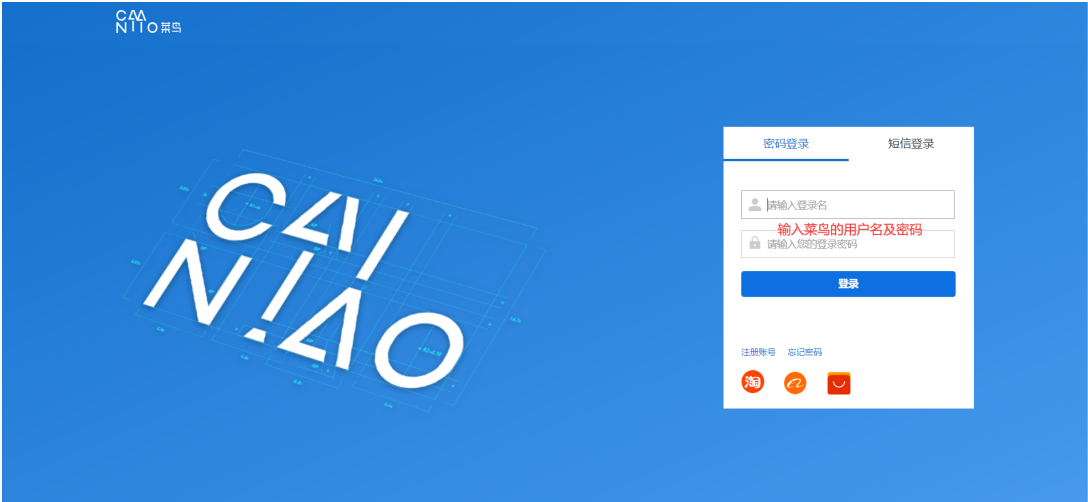 CAI
NIAO 菜鸟
CAI
NIAO
密码登录 短信登录
请输入登录名
输入菜鸟的用户名及密码
请输入您的登录密码
登录
注册账号 忘记密码
淘